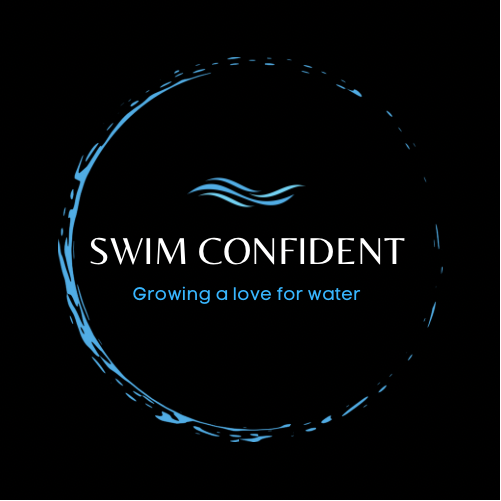 SWIM CONFIDENT
Growing a love for water